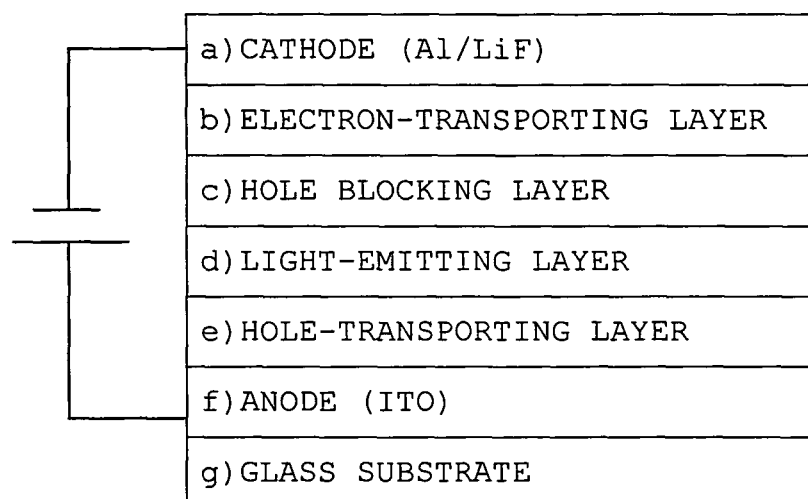 a)CATHODE (Al/LiF)
b)ELECTRON-TRANSPORTING LAYER
c)HOLE BLOCKING LAYER
d)LIGHT-EMITTING LAYER
e)HOLE-TRANSPORTING LAYER
f)ANODE (ITO)
g)GLASS SUBSTRATE